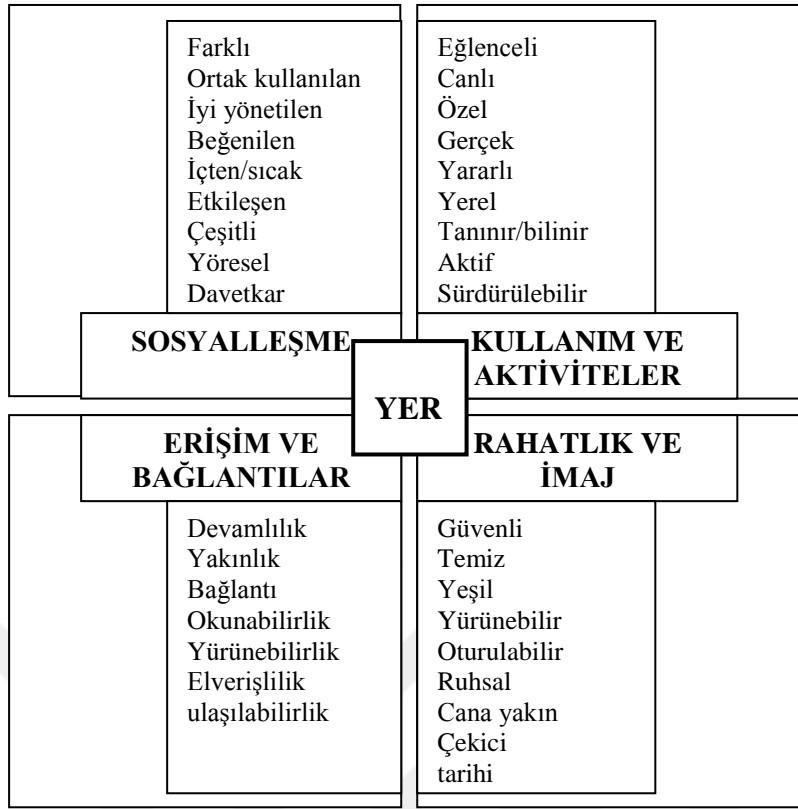 Farklı
Ortak kullanılan
İyi yönetilen
Beğenilen
İçten/sıcak
Etkileşen
Çeşitli
Yöresel
Davetkar
SOSYALLEŞME
Eğlenceli
Canlı
Özel
Gerçek
Yararlı
Yerel
Tanınır/bilinir
Aktif
Sürdürülebilir
KULLANIM VE
AKTİVİTELER
YER
ERİŞİM VE
BAĞLANTILAR
Devamlılık
Yakınlık
Bağlantı
Okunabilirlik
Yürünebilirlik
Elverişlilik
ulaşılabilirlik
RAHATLIK VE
İMAJ
Güvenli
Temiz
Yeşil
Yürünebilir
Oturulabilir
Ruhsal
Cana yakın
Çekici
tarihi